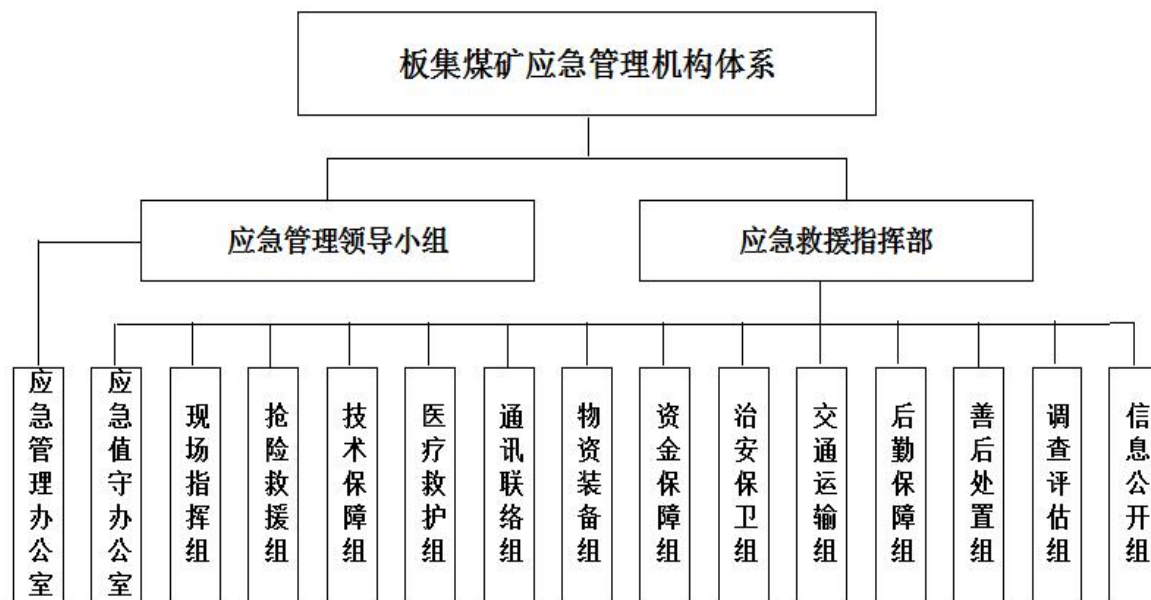 板集煤矿应急管理机构体系
应急管理领导小组
应急救援指挥部
应急管理办公室
应急值守办公室
现场指挥组
抢险救援组
技术保障组
医疗救护组
通讯联络组
物资装备组
资金保障组
治安保卫组
交通运输组
后勤保障组
善后处置组
调查评估组
信息公开组